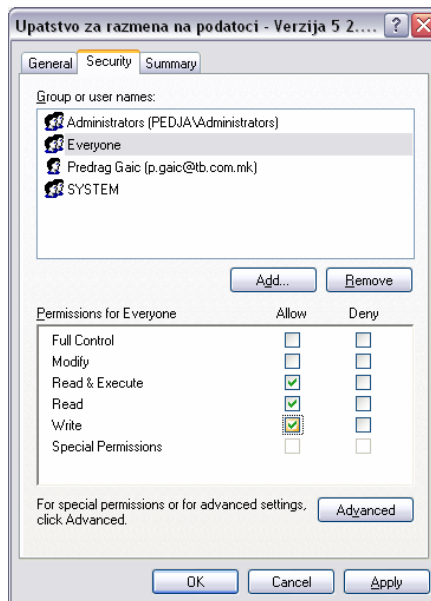 Upatstvo za razmena na podatoci - Verzija 5 2....
General Security Summary
Group or user names:
Administrators (PEDJA\Administrators)
Everyone
Predrag Gaic (p.gaic@tb.com.mk)
SYSTEM
Add... Remove
Permissions for Everyone Allow Deny
Full Control
Modify
Read & Execute
Read
Write
Special Permissions
For special permissions or for advanced settings,
click Advanced.
Advanced
OK Cancel Apply